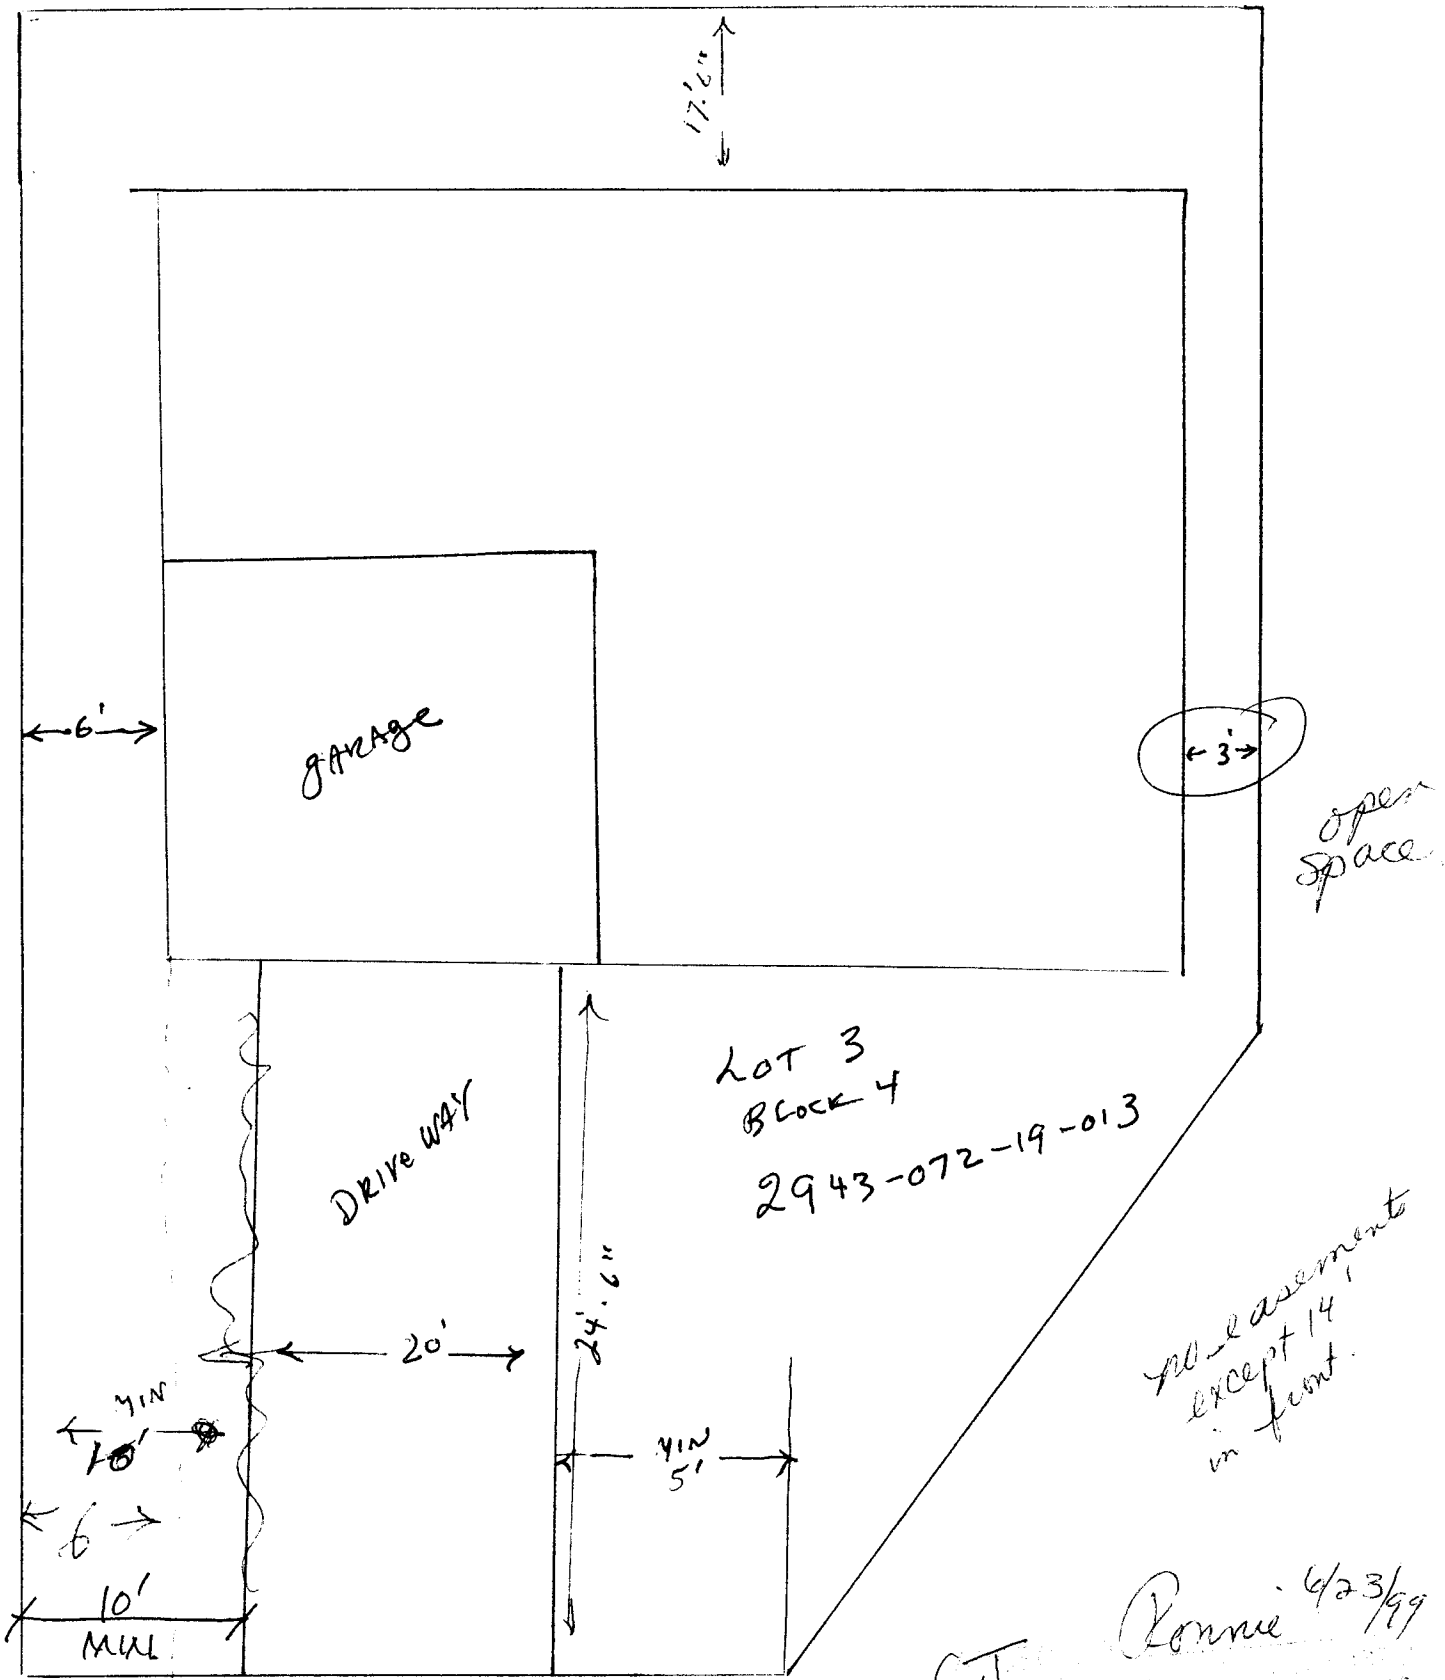 17'.6"
6'
gARAge
3'
open
space
LOT 3
BLOCK 4
2943-072-19-013
DRIVe WAY
24'.6"
20'
MIN
10'
MIN
5'
6
10'
MIN
no easements
except 14'
in front.
Ronnie 6/23/99